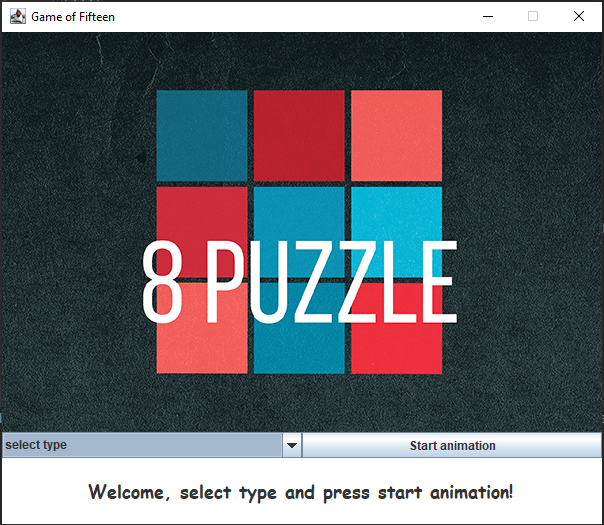 Game of Fifteen
8 PUZZLE
select type
Start animation
Welcome, select type and press start animation!